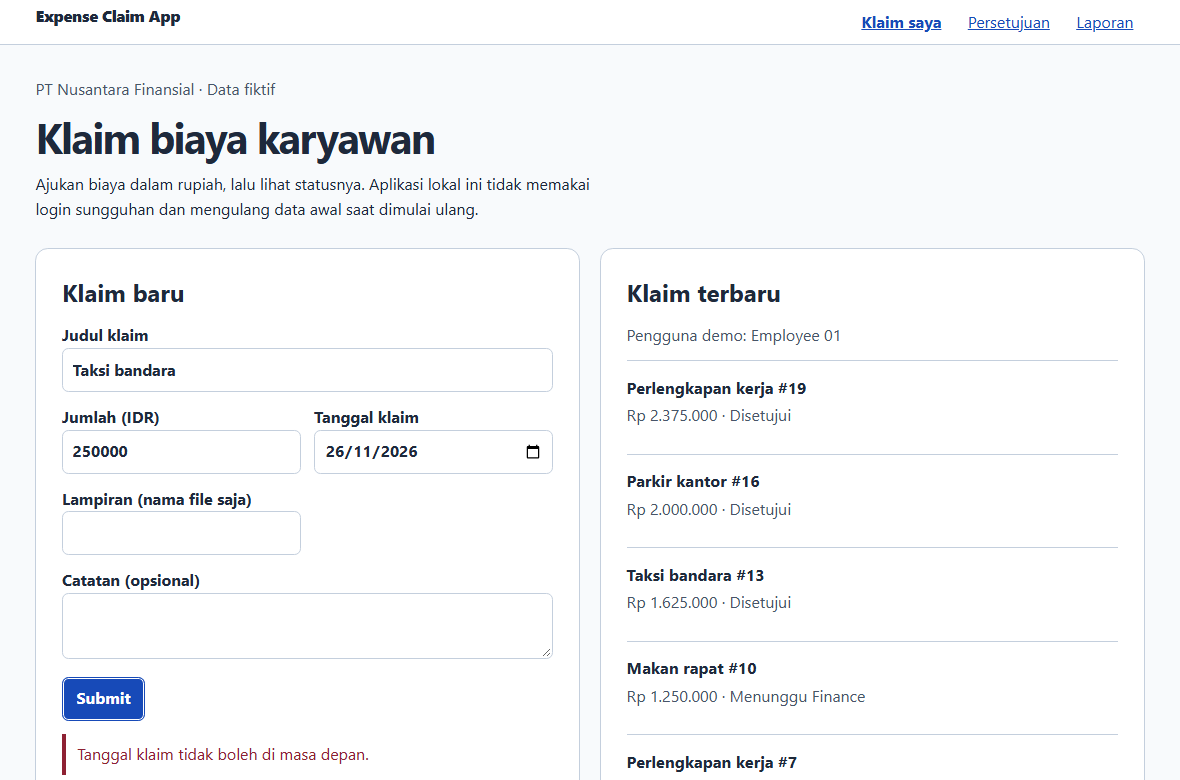 Expense Claim App
Klaim saya
Persetujuan
Laporan
PT Nusantara Finansial · Data fiktif
Klaim biaya karyawan
Ajukan biaya dalam rupiah, lalu lihat statusnya. Aplikasi lokal ini tidak memakai
login sungguhan dan mengulang data awal saat dimulai ulang.
Klaim baru
Judul klaim
Taksi bandara
Jumlah (IDR)
Tanggal klaim
250000
26/11/2026
Lampiran (nama file saja)
Catatan (opsional)
Submit
Tanggal klaim tidak boleh di masa depan.
Klaim terbaru
Pengguna demo: Employee 01
Perlengkapan kerja #19
Rp 2.375.000 · Disetujui
Parkir kantor #16
Rp 2.000.000 · Disetujui
Taksi bandara #13
Rp 1.625.000 · Disetujui
Makan rapat #10
Rp 1.250.000 · Menunggu Finance
Perlengkapan kerja #7